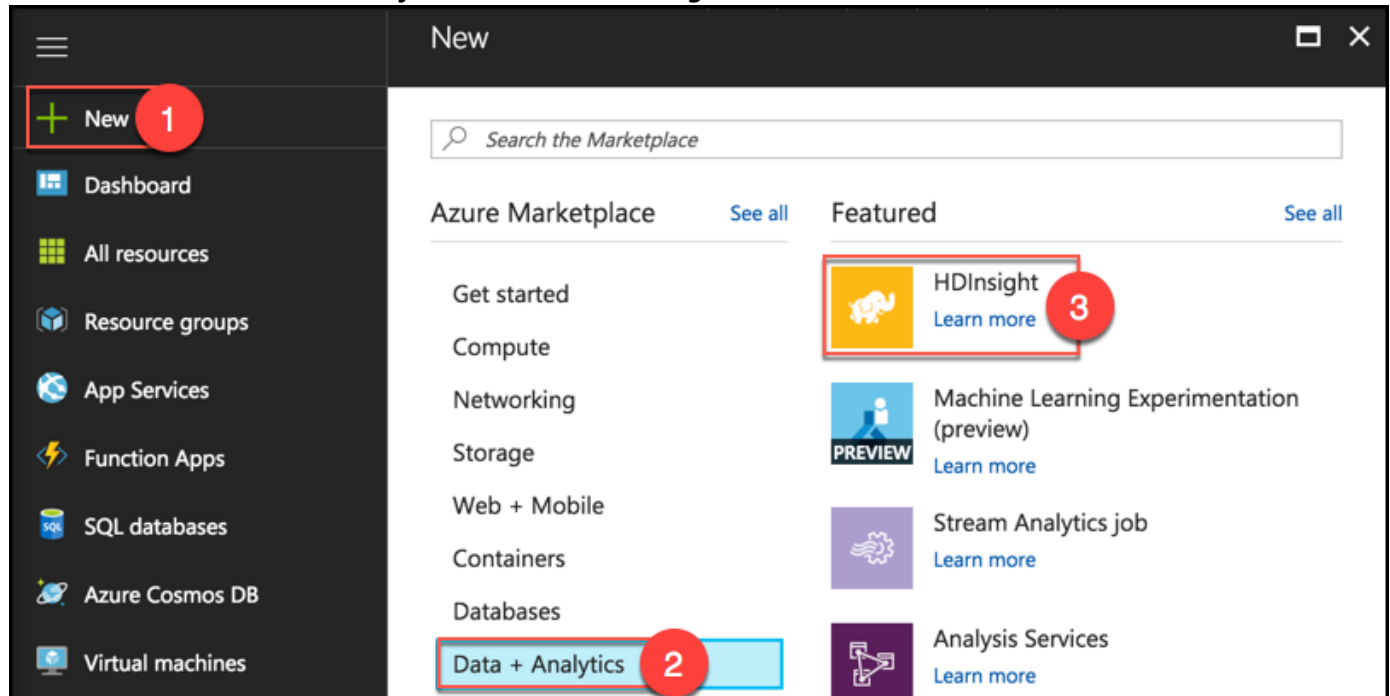 New
New
1
Search the Marketplace
Dashboard
Azure Marketplace
See all
Featured
See all
All resources
Get started
HDInsight
Learn more
3
Resource groups
Compute
App Services
Networking
Machine Learning Experimentation
(preview)
PREVIEW
Learn more
Function Apps
Storage
Web + Mobile
SQL databases
SQL
Stream Analytics job
Learn more
Containers
Azure Cosmos DB
Databases
Virtual machines
Data + Analytics
2
Analysis Services
Learn more